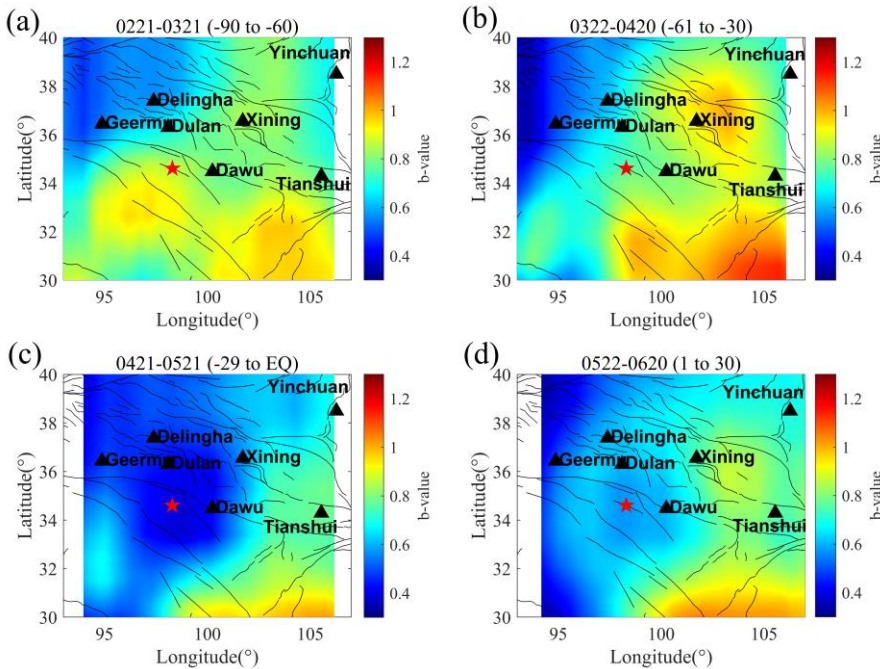 (a)
0221-0321 (-90 to -60)
40
38
36
34
32
30
Latitude(°)
Yinchuan
Delingha
Geermu
Dulan
Xining
Dawu
Tianshui
95
100
105
Longitude(°)
1.2
1
0.8
0.6
0.4
b-value
(b)
0322-0420 (-61 to -30)
40
38
36
34
32
30
Latitude(°)
Yinchuan
Delingha
Geermu
Dulan
Xining
Dawu
Tianshui
95
100
105
Longitude(°)
1.2
1
0.8
0.6
0.4
b-value
(c)
0421-0521 (-29 to EQ)
40
38
36
34
32
30
Latitude(°)
Yinchuan
Delingha
Geermu
Dulan
Xining
Dawu
Tianshui
95
100
105
Longitude(°)
1.2
1
0.8
0.6
0.4
b-value
(d)
0522-0620 (1 to 30)
40
38
36
34
32
30
Latitude(°)
Yinchuan
Delingha
Geermu
Dulan
Xining
Dawu
Tianshui
95
100
105
Longitude(°)
1.2
1
0.8
0.6
0.4
b-value